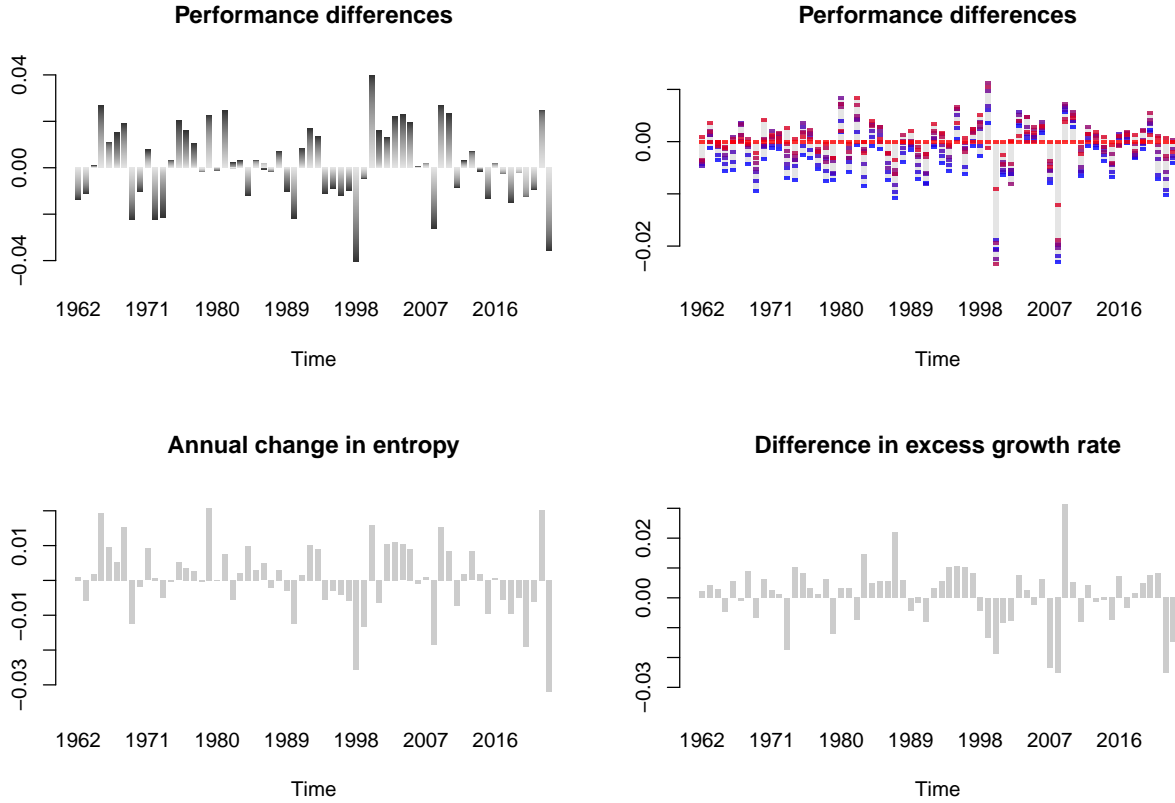 Performance differences
0.04
0.00
−0.04
1962 1971 1980 1989 1998 2007 2016
Time
Performance differences
0.00
−0.02
1962 1971 1980 1989 1998 2007 2016
Time
Annual change in entropy
0.01
−0.01
−0.03
1962 1971 1980 1989 1998 2007 2016
Time
Difference in excess growth rate
0.02
0.00
−0.03
1962 1971 1980 1989 1998 2007 2016
Time